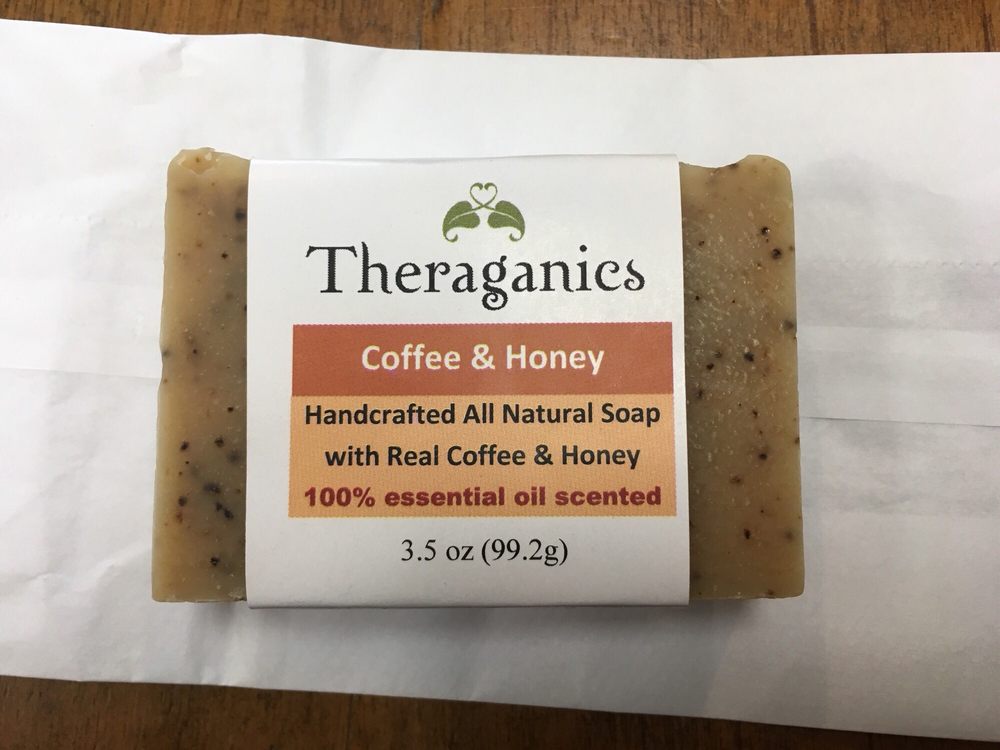 Theraganics
Coffee & Honey
Handcrafted All Natural Soap
with Real Coffee & Honey
100% essential oil scented
3.5 oz (99.2g)